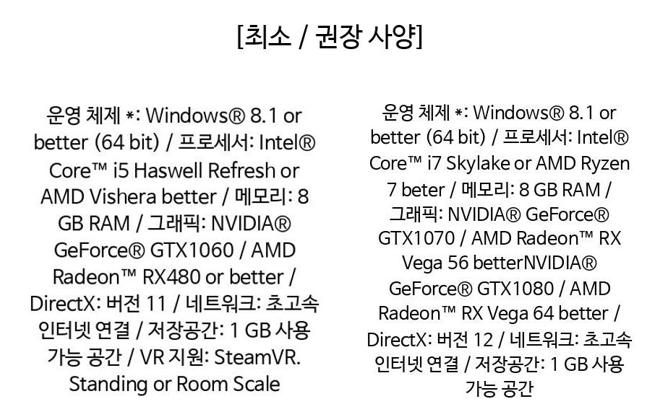 [최소 / 권장 사양]
운영 체제 *: Windows® 8.1 or
better (64 bit) / 프로세서: Intel®
Core™ i5 Haswell Refresh or
AMD Vishera better / 메모리: 8
GB RAM / 그래픽: NVIDIA®
GeForce® GTX1060 / AMD
Radeon™ RX480 or better /
DirectX: 버전 11 / 네트워크: 초고속
인터넷 연결 / 저장공간: 1 GB 사용
가능 공간 / VR 지원: SteamVR.
Standing or Room Scale
운영 체제 *: Windows® 8.1 or
better (64 bit) / 프로세서: Intel®
Core™ i7 Skylake or AMD Ryzen
7 beter / 메모리: 8 GB RAM /
그래픽: NVIDIA® GeForce®
GTX1070 / AMD Radeon™ RX
Vega 56 betterNVIDIA®
GeForce® GTX1080 / AMD
Radeon™ RX Vega 64 better /
DirectX: 버전 12 / 네트워크: 초고속
인터넷 연결 / 저장공간: 1 GB 사용
가능 공간